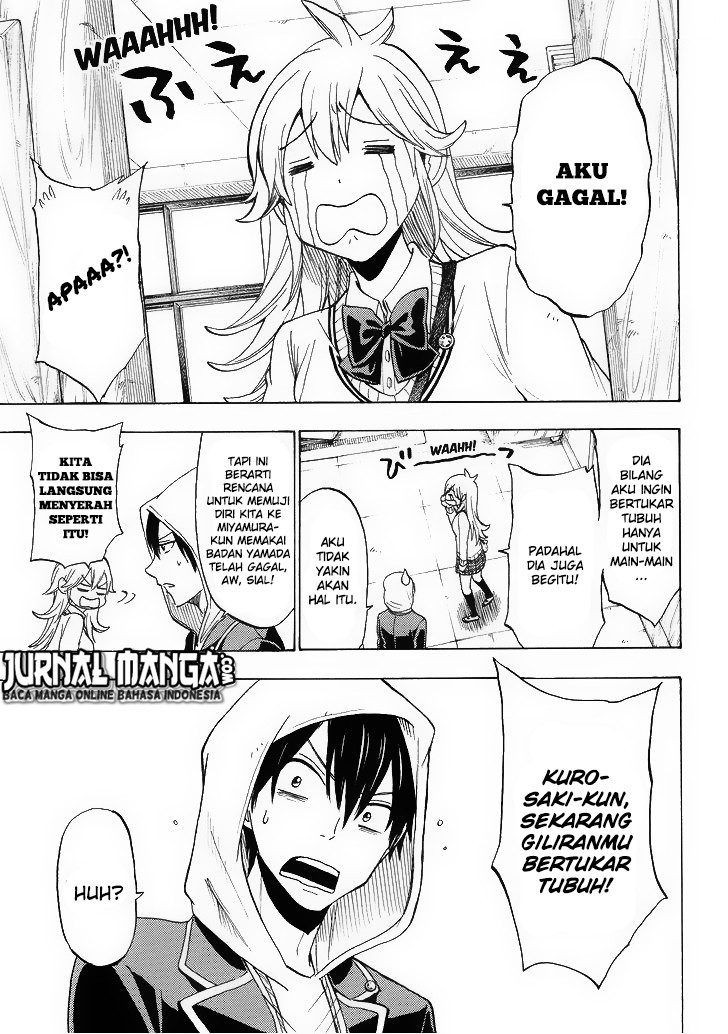 WAAAHHH!
ふええぇ
AKU
GAGAL!
APAAA?!
DIA
BILANG
AKU INGIN
BERTUKAR
TUBUH
HANYA
UNTUK
MAIN-MAIN
...
PADAHAL
DIA JUGA
BEGITU!
WAAHH!
び
AKU
TIDAK
YAKIN
AKAN
HAL ITU.
TAPI INI
BERARTI
RENCANA
UNTUK MEMUJI
DIRI KITA KE
MIYAMURA-
KUN MEMAKAI
BADAN YAMADA
TELAH GAGAL,
AW, SIAL!
KITA
TIDAK BISA
LANGSUNG
MENYERAH
SEPERTI
ITU!
JURNAL MANGA.COM
BACA MANGA ONLINE BAHASA INDONESIA
KURO-
SAKI-KUN,
SEKARANG
GILIRANMU
BERTUKAR
TUBUH!
HUH?